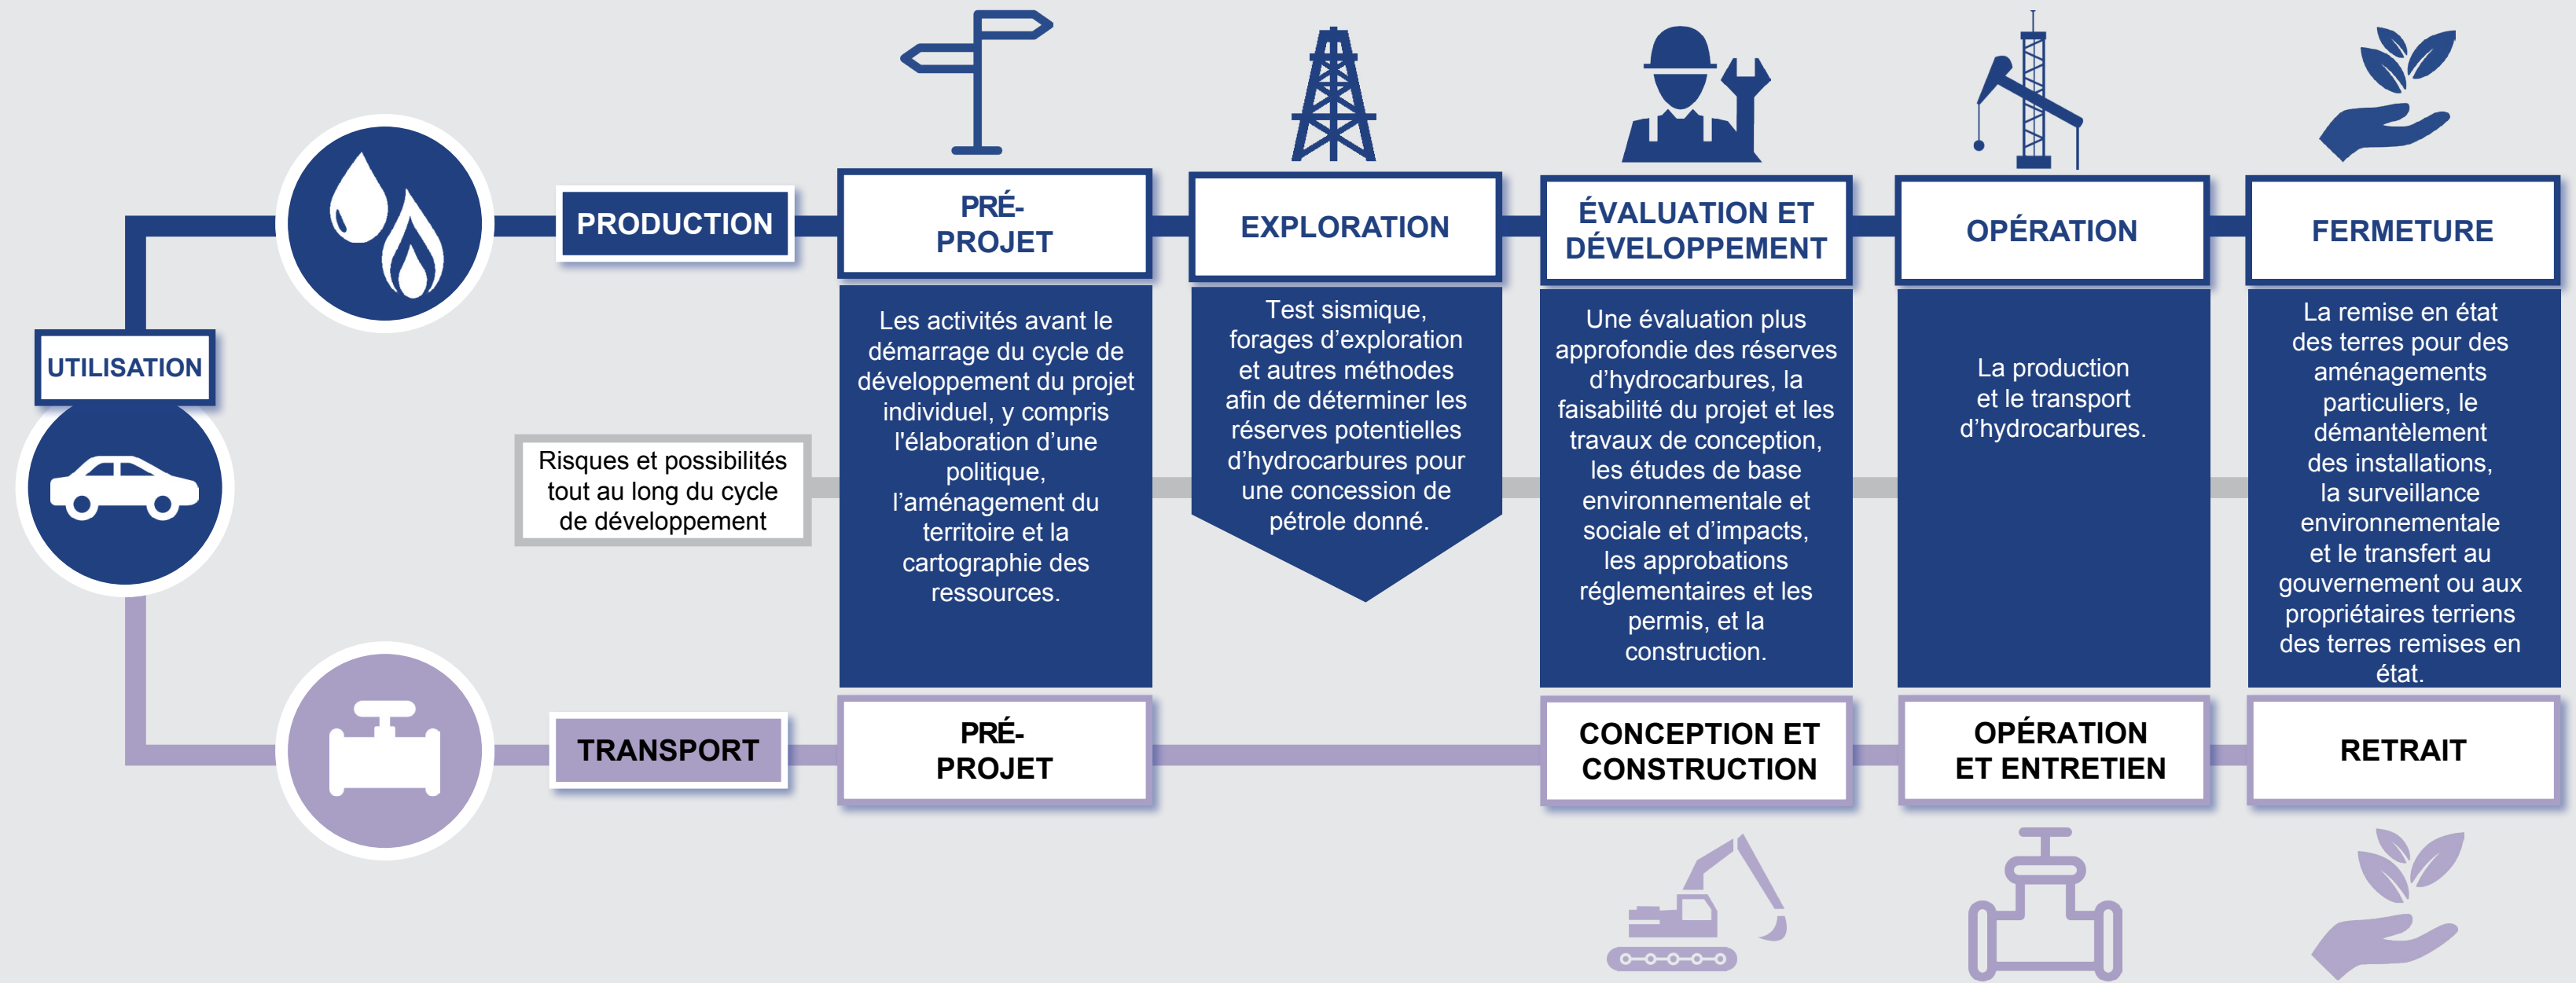 UTILISATION
PRODUCTION
PRÉ-
PROJET
EXPLORATION
ÉVALUATION ET
DÉVELOPPEMENT
OPÉRATION
FERMETURE
Risques et possibilités
tout au long du cycle
de développement
Les activités avant le
démarrage du cycle de
développement du projet
individuel, y compris
l'élaboration d’une
politique,
l’aménagement du
territoire et la
cartographie des
ressources.
Test sismique,
forages d’exploration
et autres méthodes
afin de déterminer les
réserves potentielles
d’hydrocarbures pour
une concession de
pétrole donné.
Une évaluation plus
approfondie des réserves
d’hydrocarbures, la
faisabilité du projet et les
travaux de conception,
les études de base
environnementale et
sociale et d’impacts,
les approbations
réglementaires et les
permis, et la
construction.
La production
et le transport
d’hydrocarbures.
La remise en état
des terres pour des
aménagements
particuliers, le
démantèlement
des installations,
la surveillance
environnementale
et le transfert au
gouvernement ou aux
propriétaires terriens
des terres remises en
état.
TRANSPORT
PRÉ-
PROJET
CONCEPTION ET
CONSTRUCTION
OPÉRATION
ET ENTRETIEN
RETRAIT